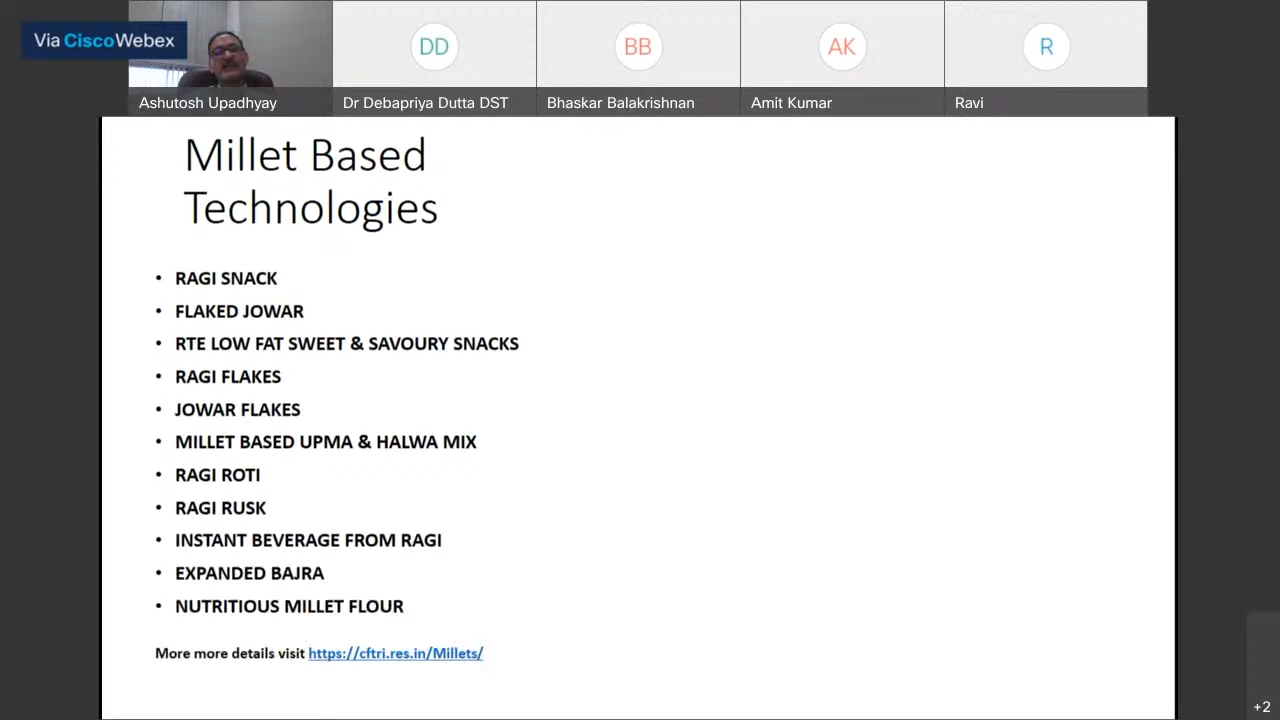 Via Cisco Webex
DD
BB
AK
R
Ashutosh Upadhyay
Dr Debapriya Dutta DST
Bhaskar Balakrishnan
Amit Kumar
Ravi
Millet Based
Technologies
• RAGI SNACK
• FLAKED JOWAR
• RTE LOW FAT SWEET & SAVOURY SNACKS
• RAGI FLAKES
• JOWAR FLAKES
• MILLET BASED UPMA & HALWA MIX
• RAGI ROTI
• RAGI RUSK
• INSTANT BEVERAGE FROM RAGI
• EXPANDED BAJRA
• NUTRITIOUS MILLET FLOUR
More more details visit https://cftri.res.in/Millets/
+2